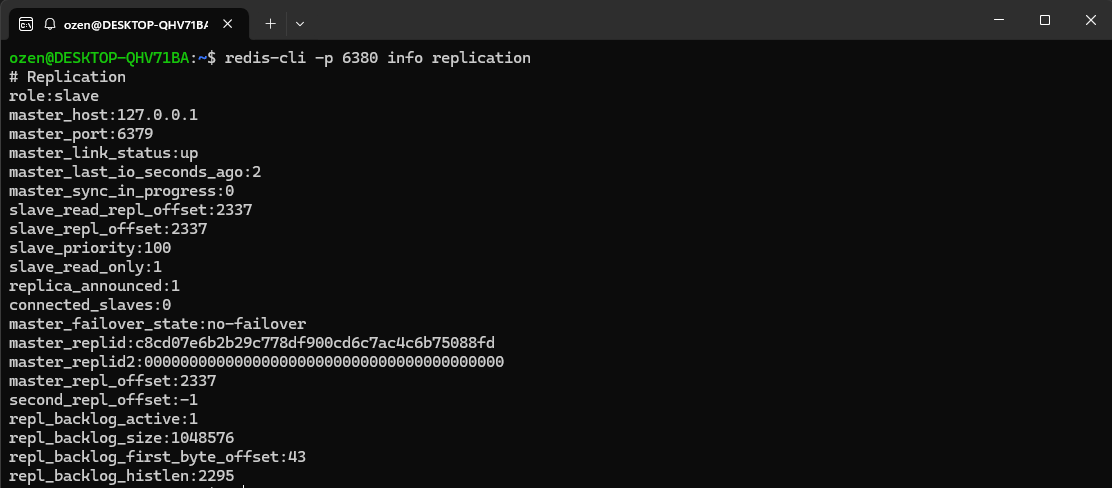 ozen@DESKTOP-QHV71BA
ozen@DESKTOP-QHV71BA:~$ redis-cli -p 6380 info replication
# Replication
role:slave
master_host:127.0.0.1
master_port:6379
master_link_status:up
master_last_io_seconds_ago:2
master_sync_in_progress:0
slave_read_repl_offset:2337
slave_repl_offset:2337
slave_priority:100
slave_read_only:1
replica_announced:1
connected_slaves:0
master_failover_state:no-failover
master_replid:c8cd07e6b2b29c778df900cd6c7ac4c6b75088fd
master_replid2:0000000000000000000000000000000000000000
master_repl_offset:2337
second_repl_offset:-1
repl_backlog_active:1
repl_backlog_size:1048576
repl_backlog_first_byte_offset:43
repl_backlog_histlen:2295